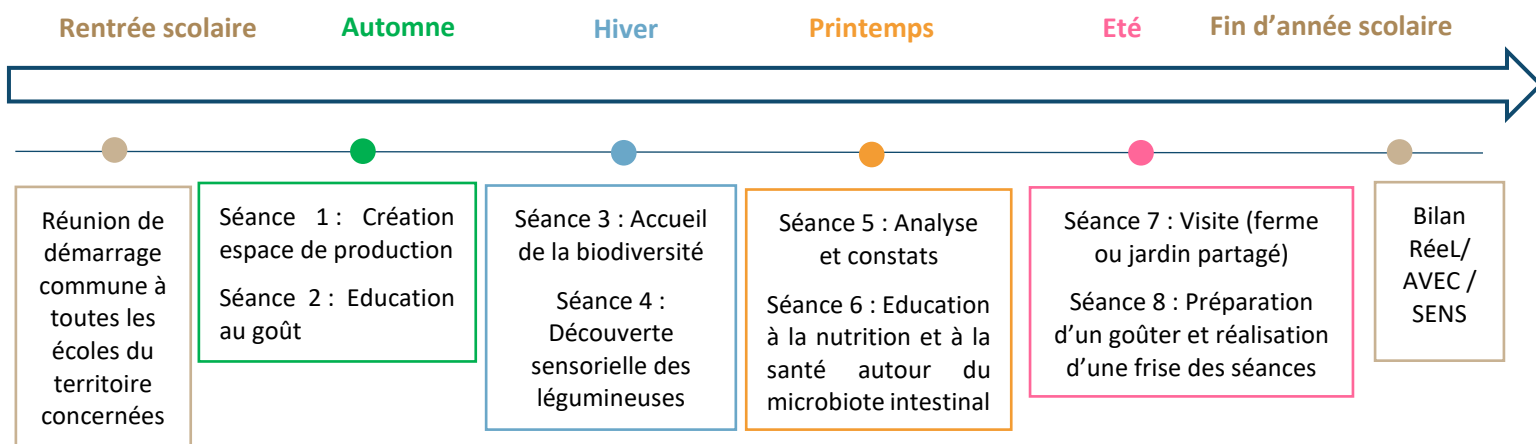 Rentrée scolaire
Automne
Hiver
Printemps
Eté
Fin d'année scolaire
Réunion de
démarrage
commune à
toutes les
écoles du
territoire
concernées
Séance 1 : Création
espace de production
Séance 2 : Education
au goût
Séance 3 : Accueil
de la biodiversité
Séance 4 :
Découverte
sensorielle des
légumineuses
Séance 5 : Analyse
et constats
Séance 6 : Education
à la nutrition et à la
santé autour du
microbiote intestinal
Séance 7 : Visite (ferme
ou jardin partagé)
Séance 8 : Préparation
d'un goûter et réalisation
d'une frise des séances
Bilan
RéeL/
AVEC /
SENS